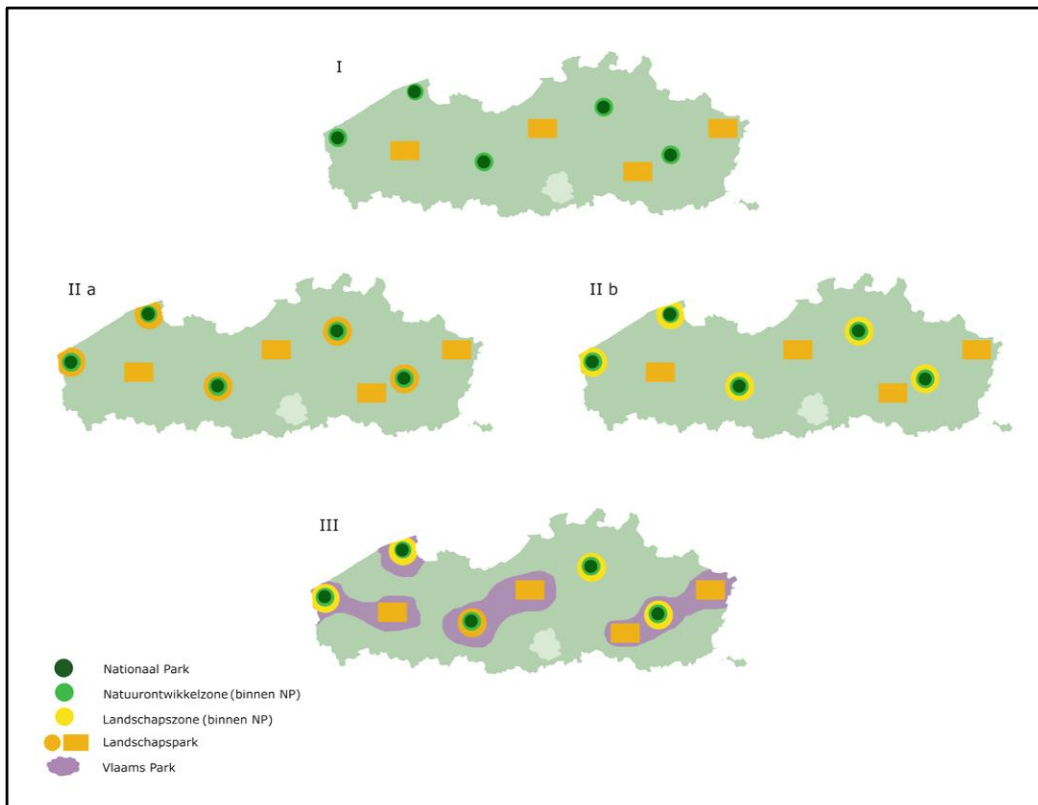 I
II a
II b
III
Nationaal Park
Natuurontwikkelzone (binnen NP)
Landschapszone (binnen NP)
Landschapspark
Vlaams Park